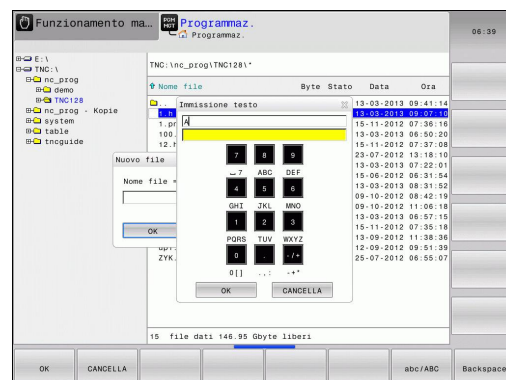 Funzionamento ma...
PGM
MGT
Programmaz.
Programmaz.
06:39
E:\
TNC:\
nc_prog
demo
TNC128
nc_prog - Kopie
system
table
tncguide
TNC:\nc_prog\TNC128\*
Nome file Byte Stato Data Ora
..
13-03-2013 09:41:14
1.h 13-03-2013 09:07:10
1.pr 15-11-2012 07:36:16
100. 13-03-2013 06:50:20
12.h 15-11-2012 07:37:08
23-07-2012 13:18:10
13-03-2013 07:22:01
15-06-2012 06:31:54
13-03-2013 08:31:52
09-10-2012 08:42:19
09-10-2012 11:06:18
13-03-2013 06:57:15
15-11-2012 07:35:18
13-09-2012 11:38:36
12-09-2012 09:51:39
ZYK. 25-07-2012 06:55:07
Nuovo file
Nome file =
OK
Immissione testo
A
7 8 9
7 ABC DEF
4 5 6
GHI JKL MNO
1 2 3
PQRS TUV WXYZ
0 . -/+
0[] .,: -+*
OK CANCELLA
15 file dati 146.95 Gbyte liberi
OK CANCELLA abc/ABC Backspace